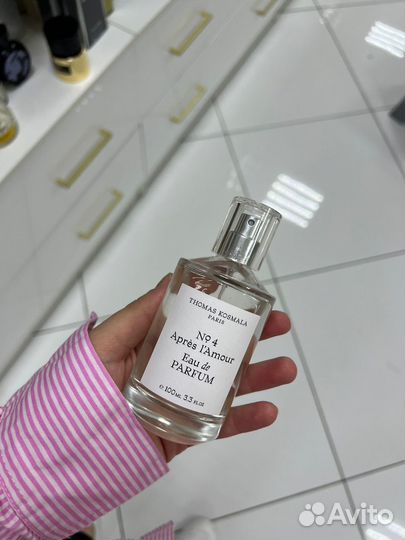 THOMAS KOSMALA
PARIS
No 4
Après l'Amour
Eau de
PARFUM
e 100ML 3.3 fl.oz
Avito